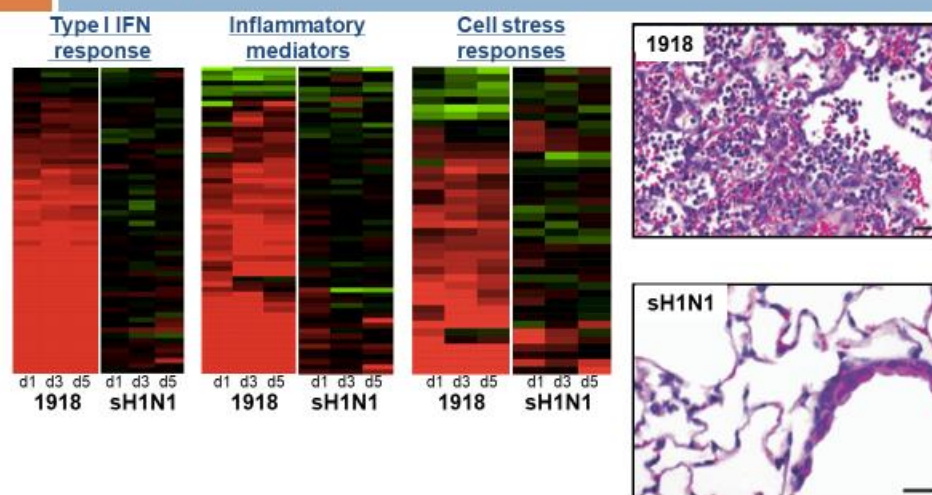 Type I IFN
response
Inflammatory
mediators
Cell stress
responses
d1 d3 d5 d1 d3 d5
1918 sH1N1
d1 d3 d5 d1 d3 d5
1918 sH1N1
d1 d3 d5 d1 d3 d5
1918 sH1N1
1918
sH1N1